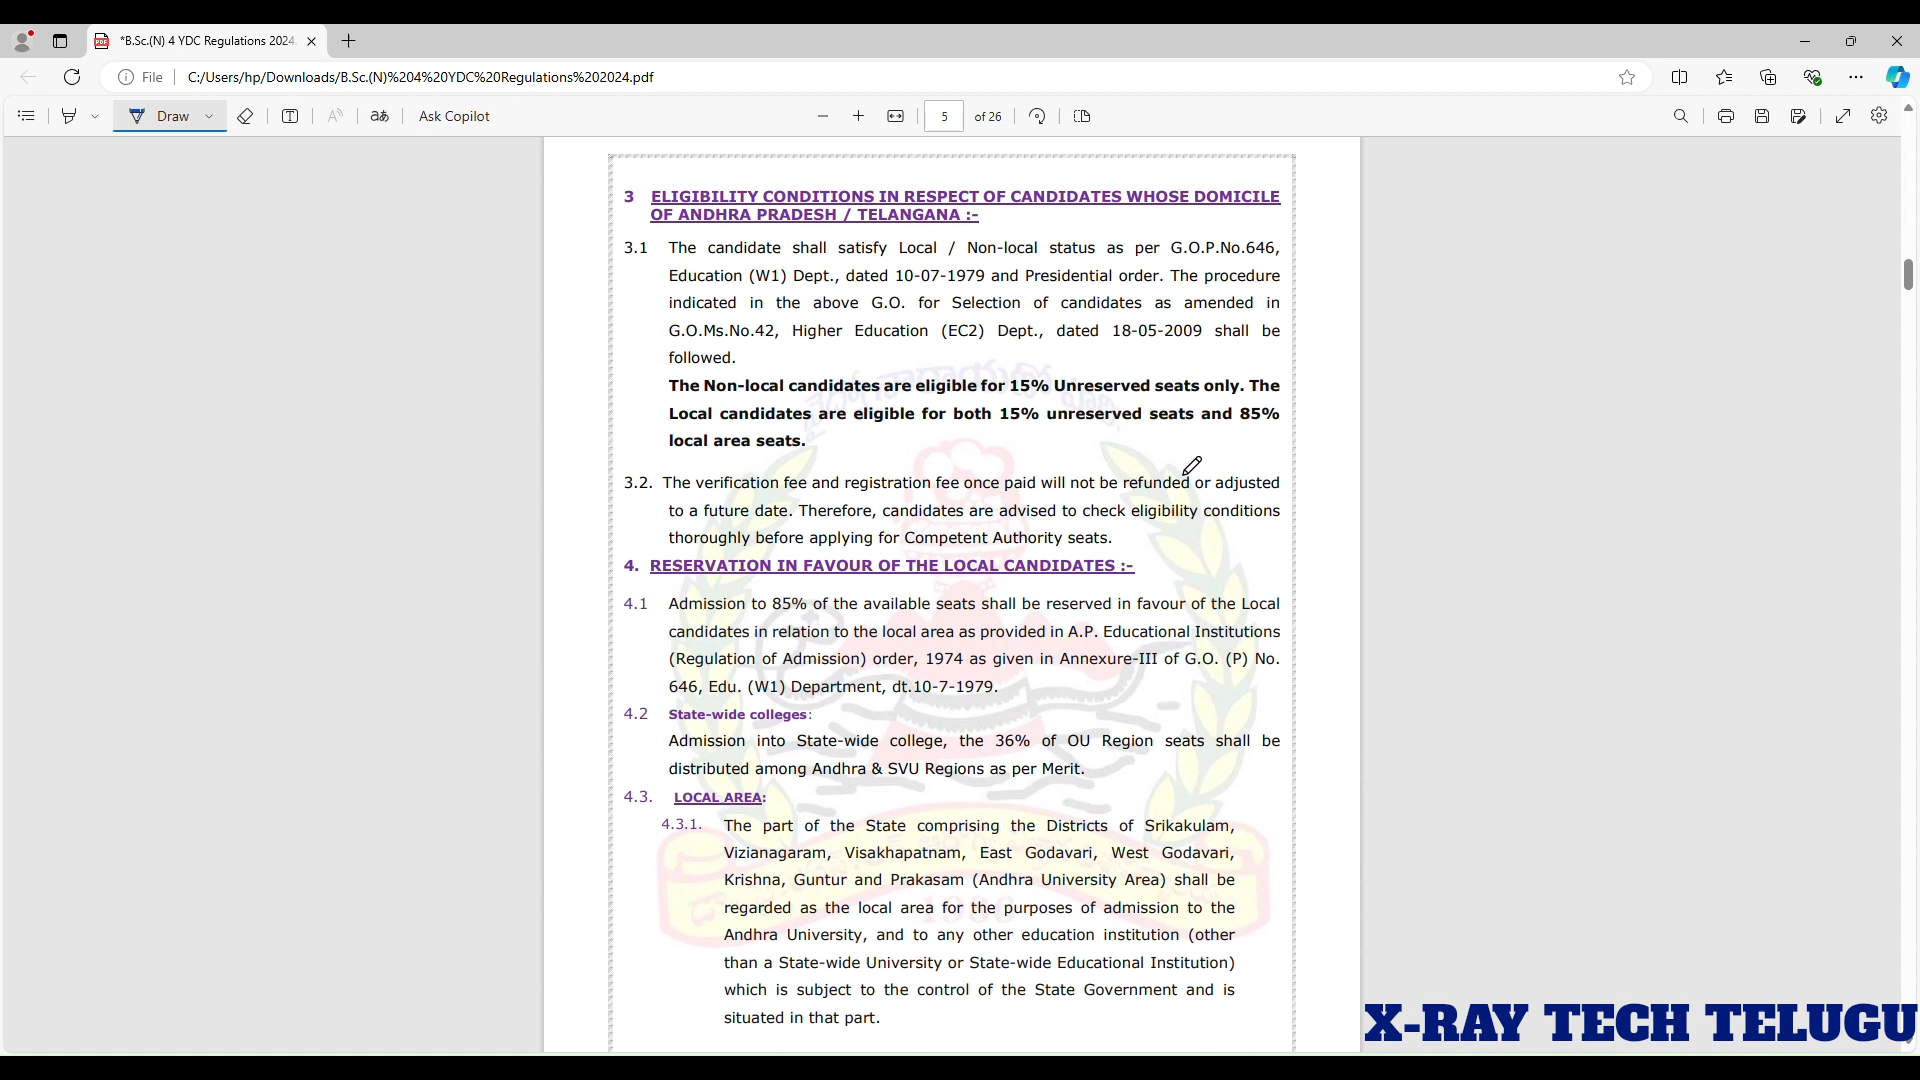 *B.Sc.(N) 4 YDC Regulations 2024
File
C:/Users/hp/Downloads/B.Sc.(N)%204%20YDC%20Regulations%202024.pdf
Draw
Ask Copilot
5
of 26
3 ELIGIBILITY CONDITIONS IN RESPECT OF CANDIDATES WHOSE DOMICILE
OF ANDHRA PRADESH / TELANGANA :-
3.1 The candidate shall satisfy Local / Non-local status as per G.O.P.No.646,
Education (W1) Dept., dated 10-07-1979 and Presidential order. The procedure
indicated in the above G.O. for Selection of candidates as amended in
G.O.Ms.No.42, Higher Education (EC2) Dept., dated 18-05-2009 shall be
followed.
The Non-local candidates are eligible for 15% Unreserved seats only. The
Local candidates are eligible for both 15% unreserved seats and 85%
local area seats.
3.2. The verification fee and registration fee once paid will not be refunded or adjusted
to a future date. Therefore, candidates are advised to check eligibility conditions
thoroughly before applying for Competent Authority seats.
4. RESERVATION IN FAVOUR OF THE LOCAL CANDIDATES :-
4.1 Admission to 85% of the available seats shall be reserved in favour of the Local
candidates in relation to the local area as provided in A.P. Educational Institutions
(Regulation of Admission) order, 1974 as given in Annexure-III of G.O. (P) No.
646, Edu. (W1) Department, dt.10-7-1979.
4.2 State-wide colleges:
Admission into State-wide college, the 36% of OU Region seats shall be
distributed among Andhra & SVU Regions as per Merit.
4.3. LOCAL AREA:
4.3.1. The part of the State comprising the Districts of Srikakulam,
Vizianagaram, Visakhapatnam, East Godavari, West Godavari,
Krishna, Guntur and Prakasam (Andhra University Area) shall be
regarded as the local area for the purposes of admission to the
Andhra University, and to any other education institution (other
than a State-wide University or State-wide Educational Institution)
which is subject to the control of the State Government and is
situated in that part.
X-RAY TECH TELUGU